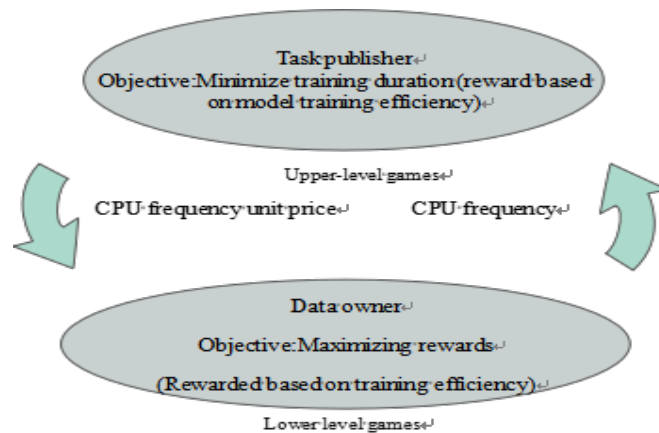 Task publisher
Objective:Minimize training duration (reward based
on model training efficiency)
Upper-level games
CPU frequency unit price CPU frequency
Data owner
Objective:Maximizing rewards
(Rewarded based on training efficiency)
Lower level games